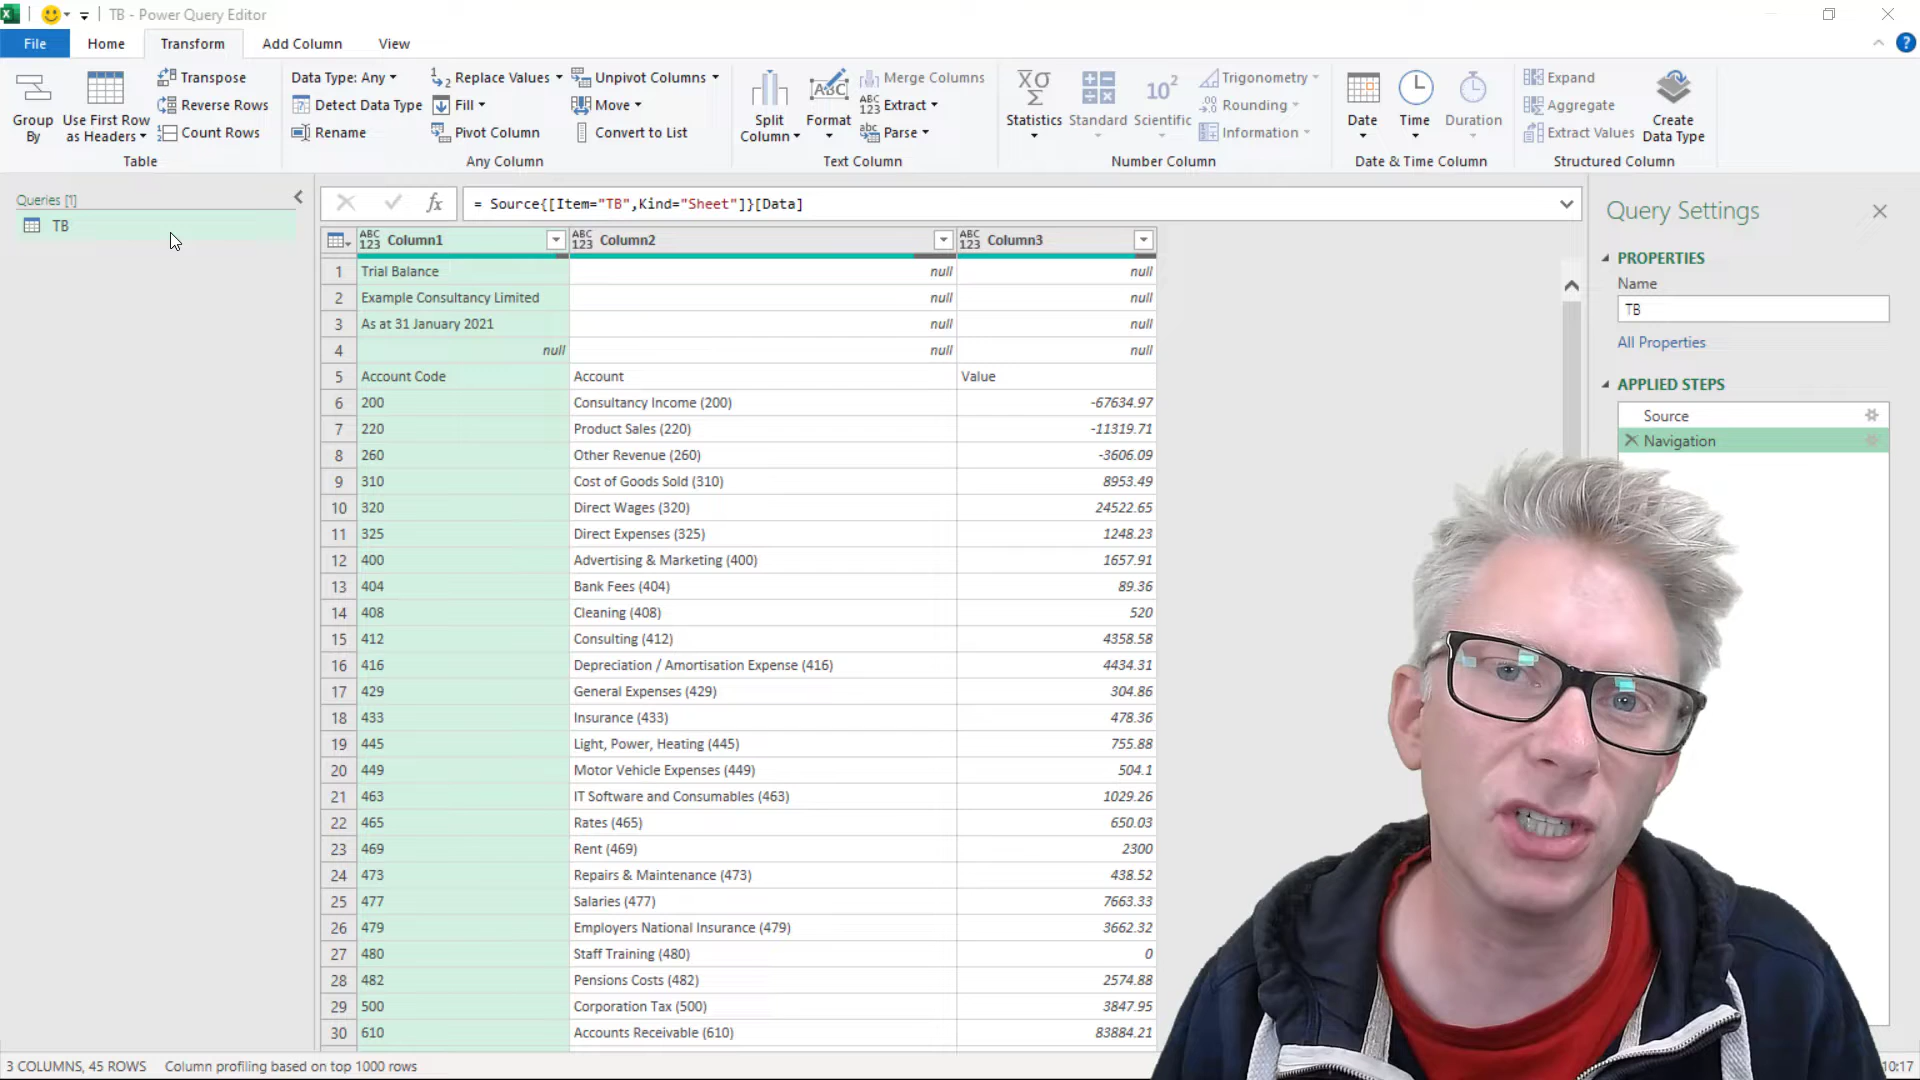 TB - Power Query Editor
File Home Transform Add Column View
Group By
Use First Row as Headers
Transpose
Reverse Rows
Count Rows
Table
Data Type: Any
Detect Data Type
Rename
Replace Values
Fill
Pivot Column
Unpivot Columns
Move
Convert to List
Any Column
Split Column
Format
Merge Columns
Extract
Parse
Text Column
Statistics
Standard
Scientific
Trigonometry
Rounding
Information
Number Column
Date
Time
Duration
Date & Time Column
Expand
Aggregate
Extract Values
Create Data Type
Structured Column
Queries [1]
TB
= Source{[Item="TB",Kind="Sheet"]}[Data]
ABC 123 Column1 ABC 123 Column2 ABC 123 Column3
1 Trial Balance null null
2 Example Consultancy Limited null null
3 As at 31 January 2021 null null
4 null null null
5 Account Code Account Value
6 200 Consultancy Income (200) -67634.97
7 220 Product Sales (220) -11319.71
8 260 Other Revenue (260) -3606.09
9 310 Cost of Goods Sold (310) 8953.49
10 320 Direct Wages (320) 24522.65
11 325 Direct Expenses (325) 1248.23
12 400 Advertising & Marketing (400) 1657.91
13 404 Bank Fees (404) 89.36
14 408 Cleaning (408) 520
15 412 Consulting (412) 4358.58
16 416 Depreciation / Amortisation Expense (416) 4434.31
17 429 General Expenses (429) 304.86
18 433 Insurance (433) 478.36
19 445 Light, Power, Heating (445) 755.88
20 449 Motor Vehicle Expenses (449) 504.1
21 463 IT Software and Consumables (463) 1029.26
22 465 Rates (465) 650.03
23 469 Rent (469) 2300
24 473 Repairs & Maintenance (473) 438.52
25 477 Salaries (477) 7663.33
26 479 Employers National Insurance (479) 3662.32
27 480 Staff Training (480) 0
28 482 Pensions Costs (482) 2574.88
29 500 Corporation Tax (500) 3847.95
30 610 Accounts Receivable (610) 83884.21
Query Settings
PROPERTIES
Name
TB
All Properties
APPLIED STEPS
Source
Navigation
3 COLUMNS, 45 ROWS Column profiling based on top 1000 rows
10:17